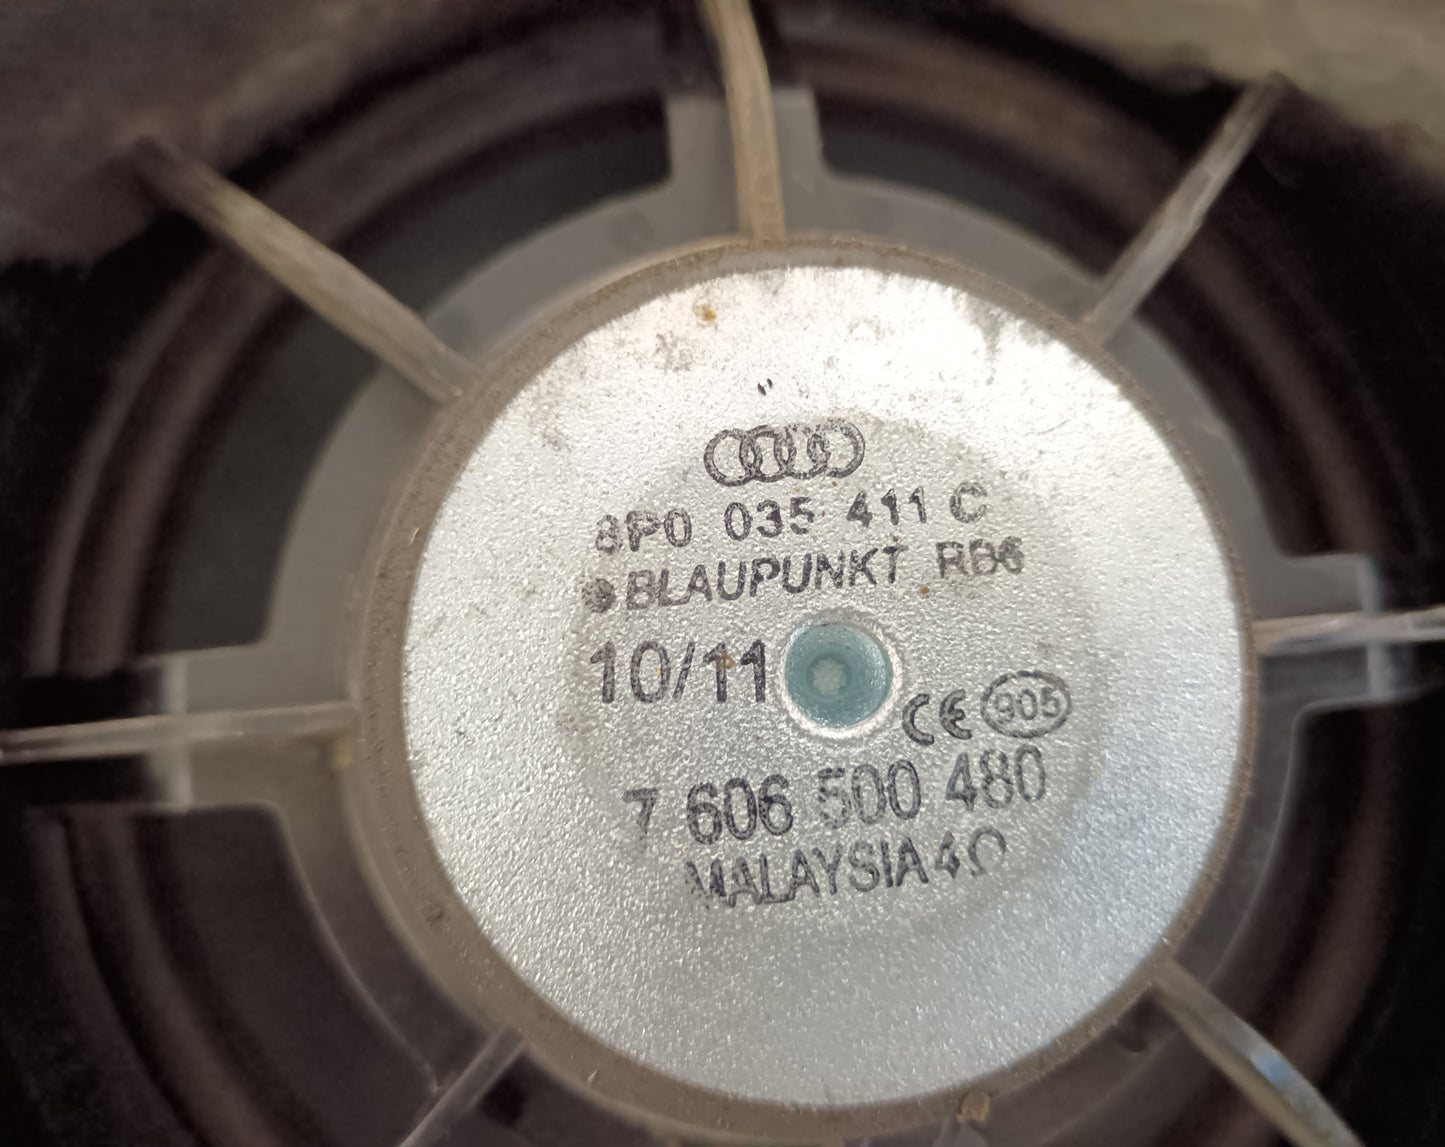 8P0 035 411 C
BLAUPUNKT RB6
10/11
CE 905
7 606 500 480
MALAYSIA 4Ω